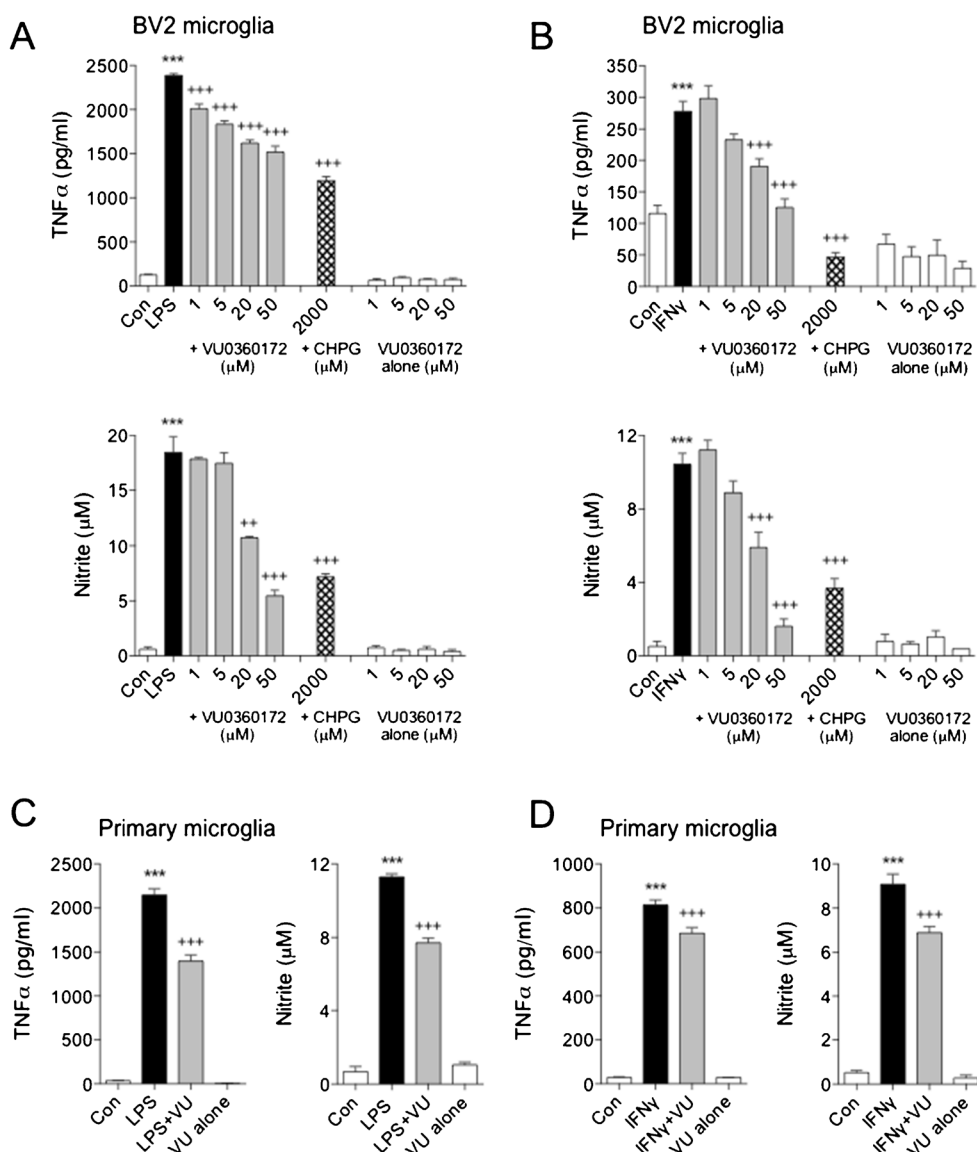 A
BV2 microglia
TNFα (pg/ml)
2500
2000
1500
1000
500
0
***
+++
+++
+++
+++
+++
Con
LPS
1
5
20
50
2000
1
5
20
50
+ VU0360172
(μM)
+ CHPG
(μM)
VU0360172
alone (μM)
Nitrite (μM)
20
15
10
5
0
***
++
+++
+++
Con
LPS
1
5
20
50
2000
1
5
20
50
+ VU0360172
(μM)
+ CHPG
(μM)
VU0360172
alone (μM)
B
BV2 microglia
TNFα (pg/ml)
350
300
250
200
150
100
50
0
***
+++
+++
+++
Con
IFNγ
1
5
20
50
2000
1
5
20
50
+ VU0360172
(μM)
+ CHPG
(μM)
VU0360172
alone (μM)
Nitrite (μM)
12
8
4
0
***
+++
+++
+++
Con
IFNγ
1
5
20
50
2000
1
5
20
50
+ VU0360172
(μM)
+ CHPG
(μM)
VU0360172
alone (μM)
C
Primary microglia
TNFα (pg/ml)
2500
2000
1500
1000
500
0
***
+++
Con
LPS
LPS+VU
VU alone
Nitrite (μM)
12
8
4
0
***
+++
Con
LPS
LPS+VU
VU alone
D
Primary microglia
TNFα (pg/ml)
1000
800
600
400
200
0
***
+++
Con
IFNγ
IFNγ+VU
VU alone
Nitrite (μM)
10
8
6
4
2
0
***
+++
Con
IFNγ
IFNγ+VU
VU alone